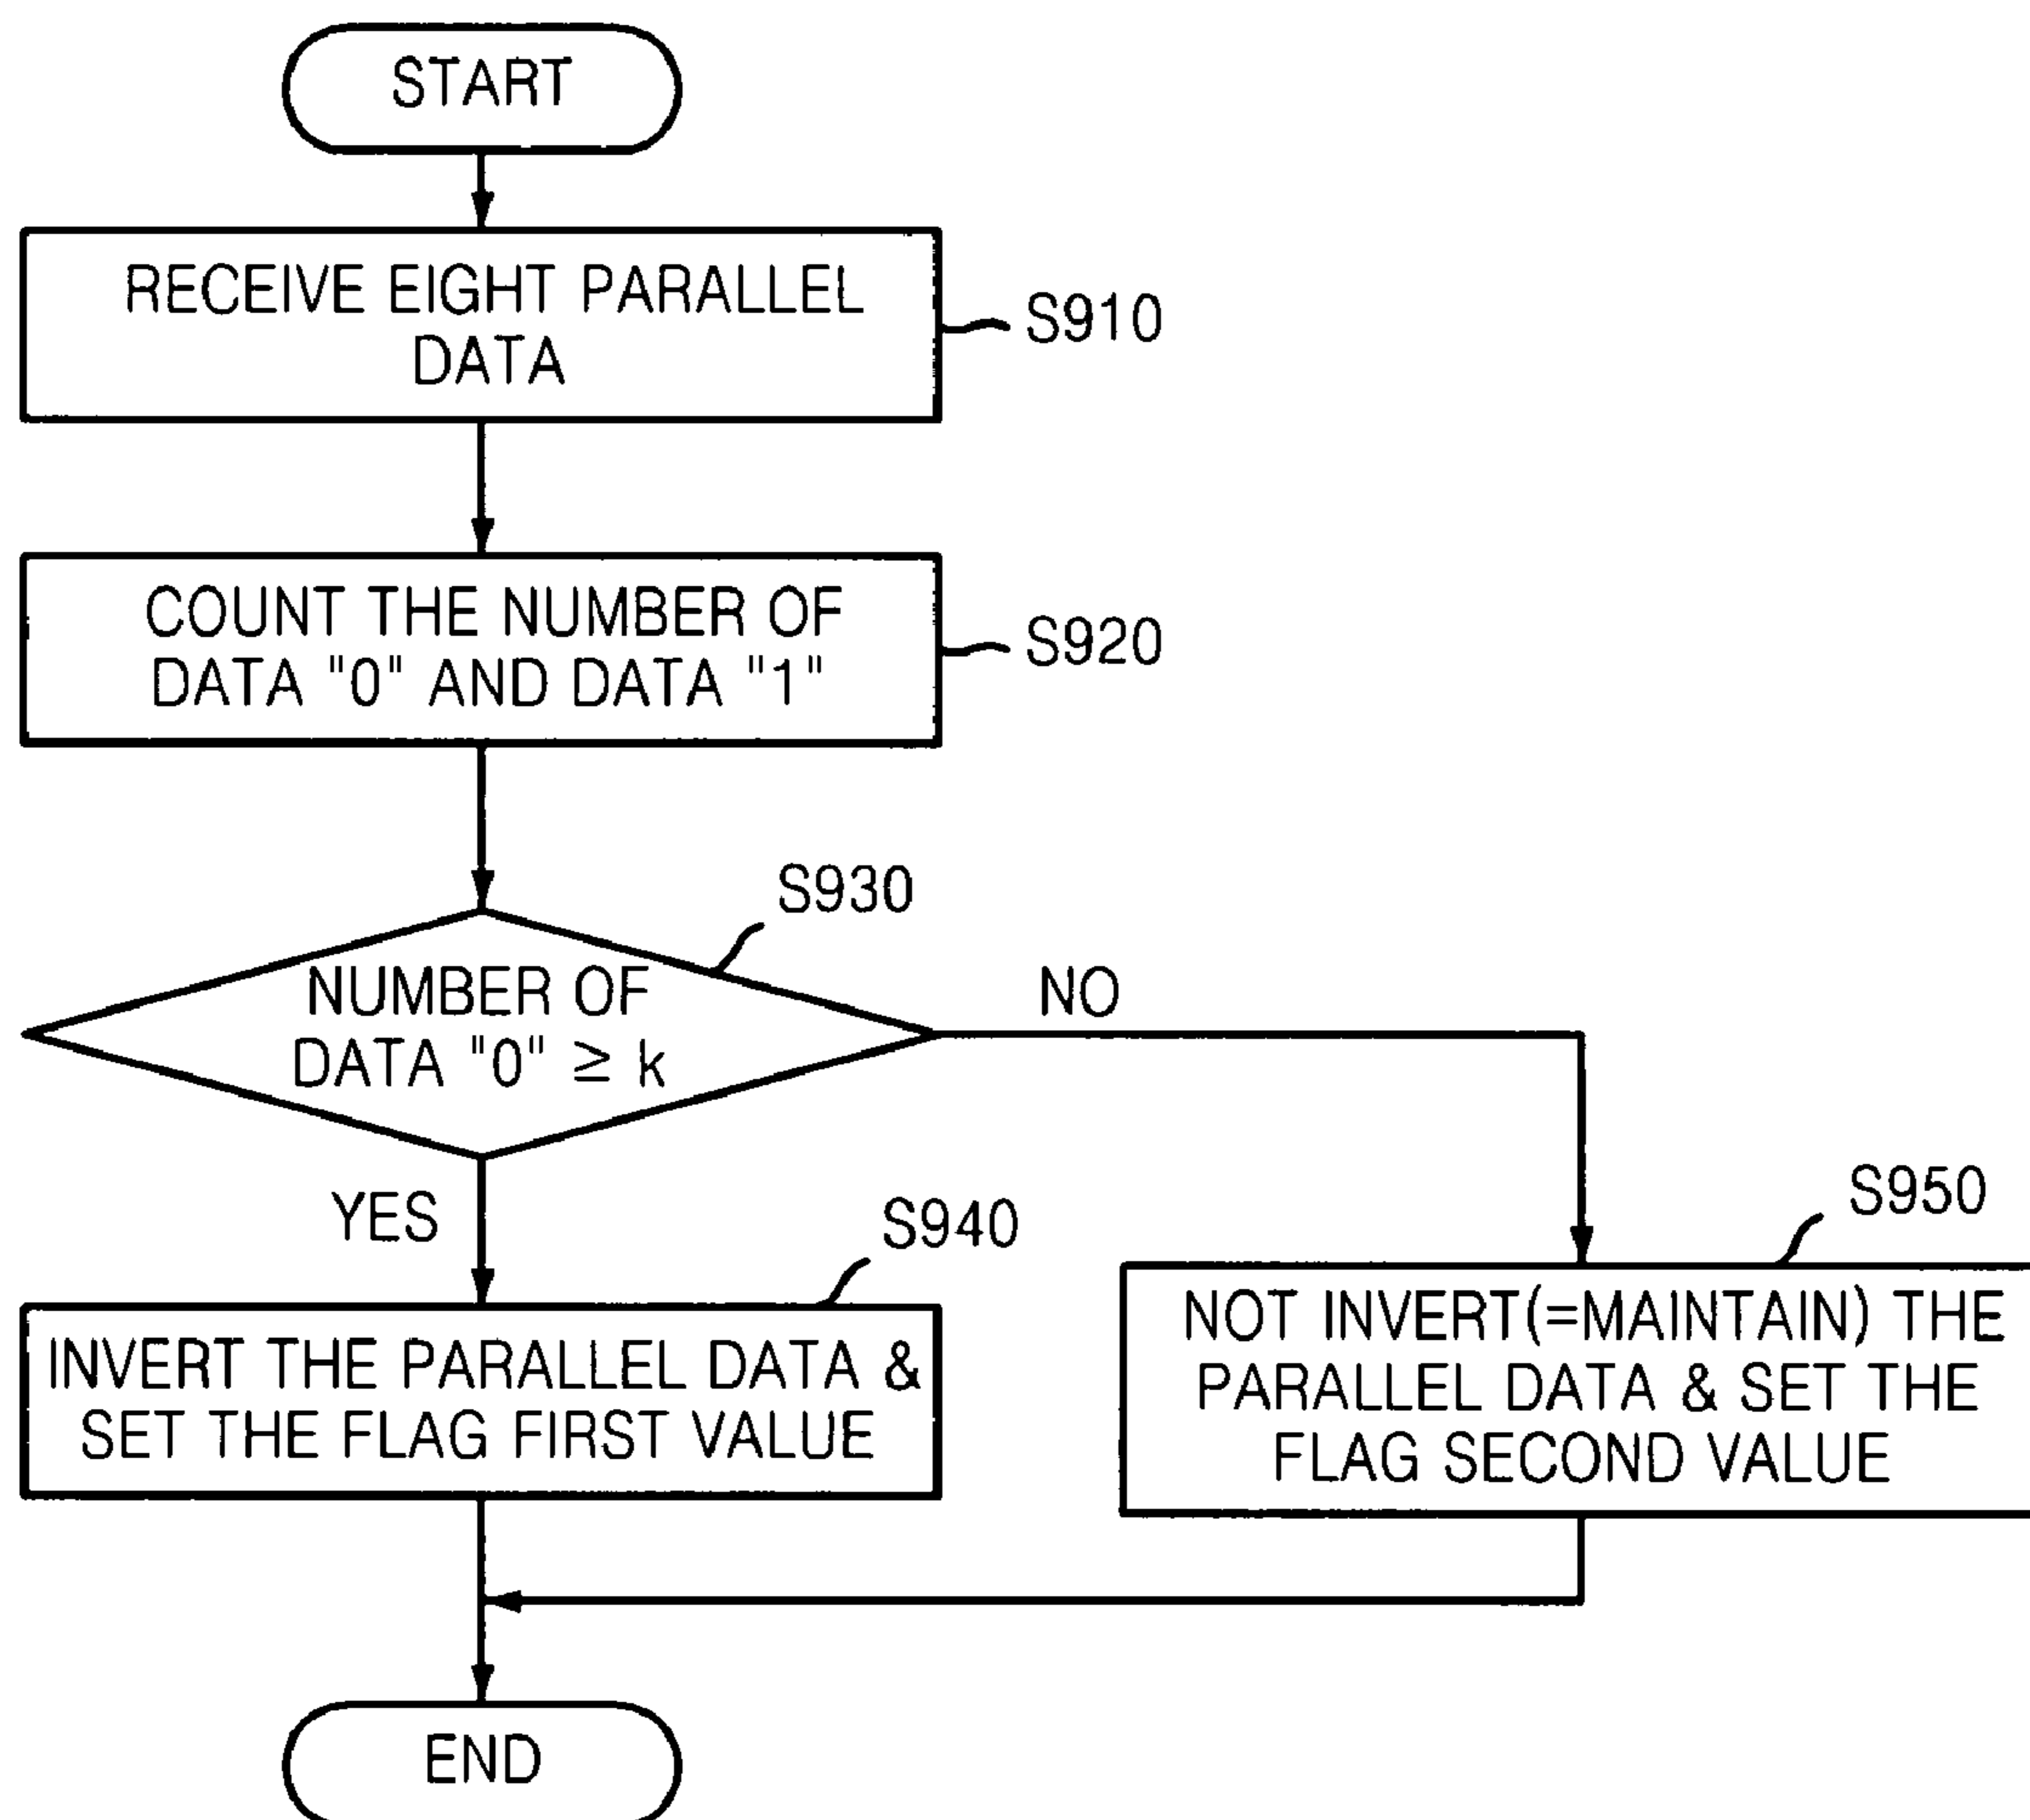 START
RECEIVE EIGHT PARALLEL
DATA
S910
COUNT THE NUMBER OF
DATA "0" AND DATA "1"
S920
S930
NUMBER OF
DATA "0" ≥ k
NO
YES
S940
S950
INVERT THE PARALLEL DATA &
SET THE FLAG FIRST VALUE
NOT INVERT(=MAINTAIN) THE
PARALLEL DATA & SET THE
FLAG SECOND VALUE
END